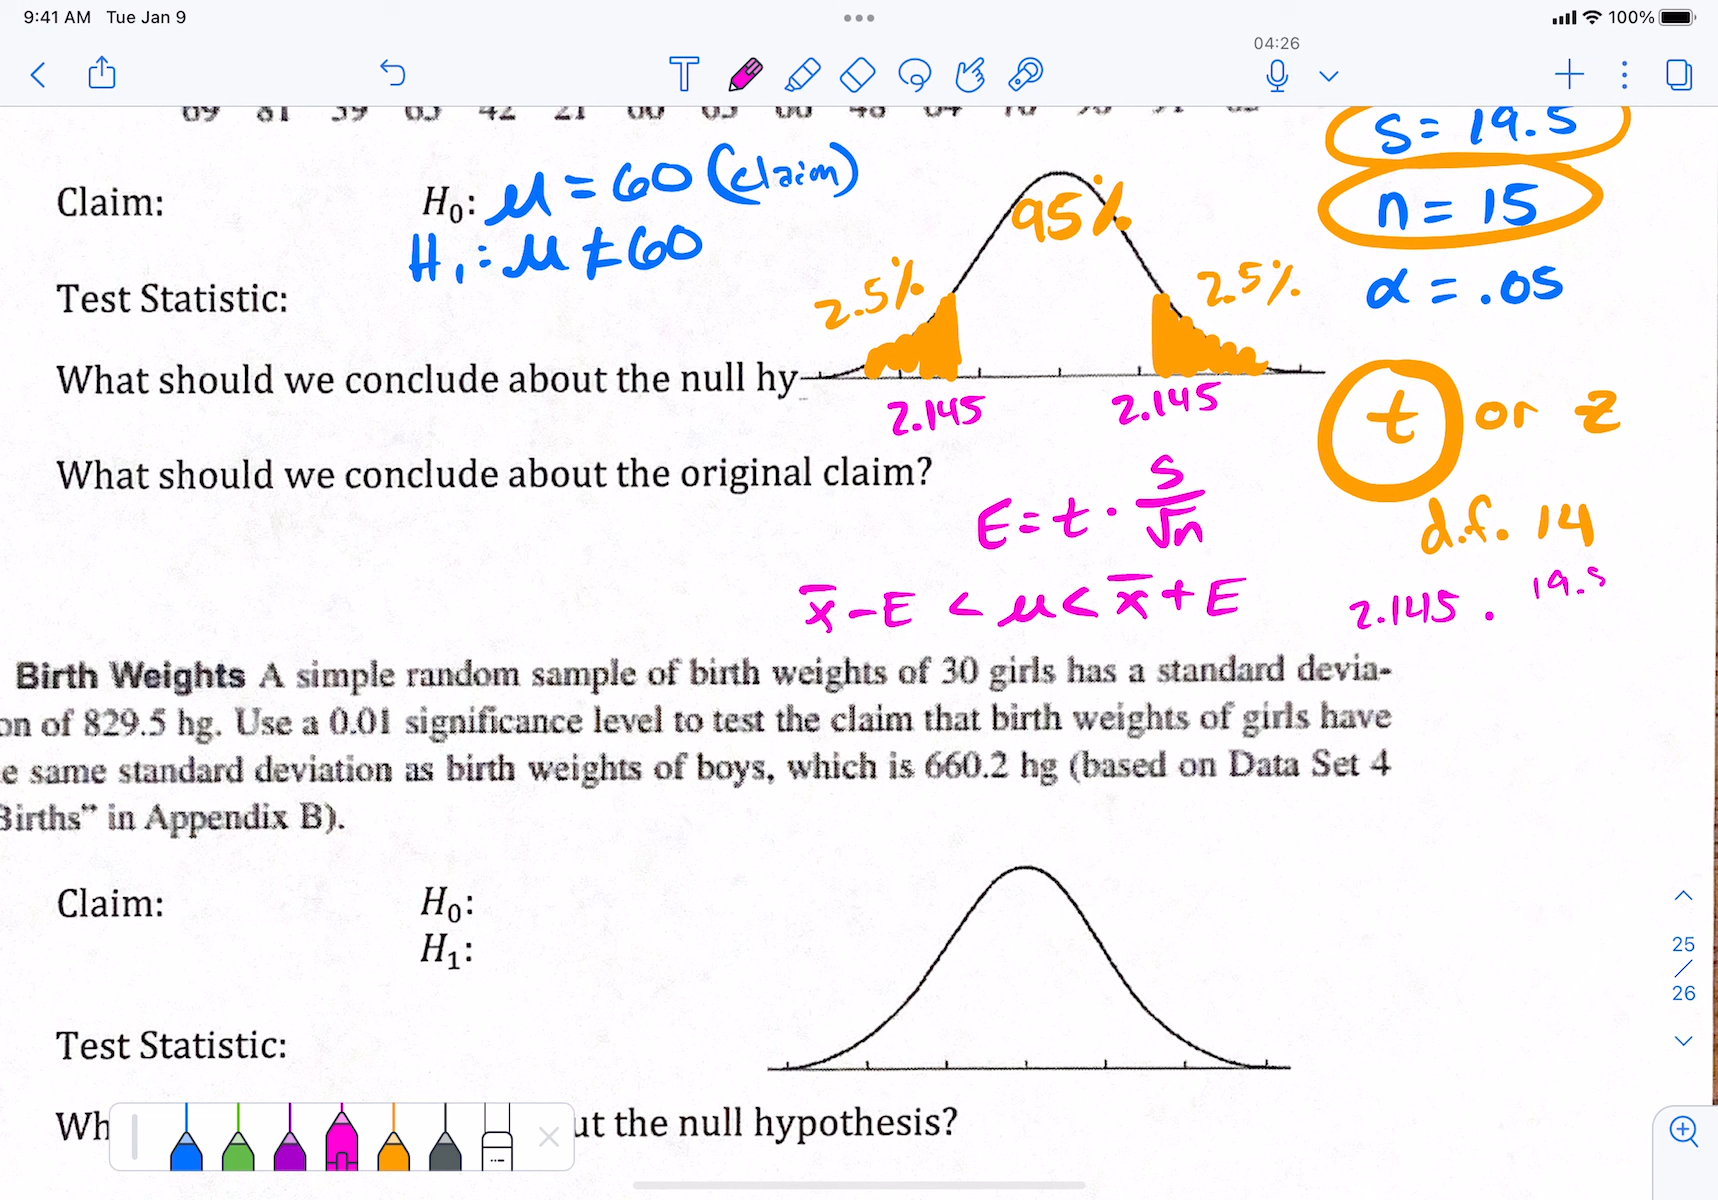 9:41 AM Tue Jan 9
100%
04:26
S = 19.5
Claim:
H₀: μ = 60 (claim)
n = 15
H₁: μ ≠ 60
95%
Test Statistic:
2.5%
2.5%
α = .05
What should we conclude about the null hy
2.145
2.145
t or z
What should we conclude about the original claim?
E = t · s/√n
d.f. 14
x̄ - E < μ < x̄ + E
2.145 · 19.5
Birth Weights A simple random sample of birth weights of 30 girls has a standard devia-
on of 829.5 hg. Use a 0.01 significance level to test the claim that birth weights of girls have
e same standard deviation as birth weights of boys, which is 660.2 hg (based on Data Set 4
Births" in Appendix B).
Claim:
H₀:
H₁:
25
/
26
Test Statistic:
Wh
ut the null hypothesis?